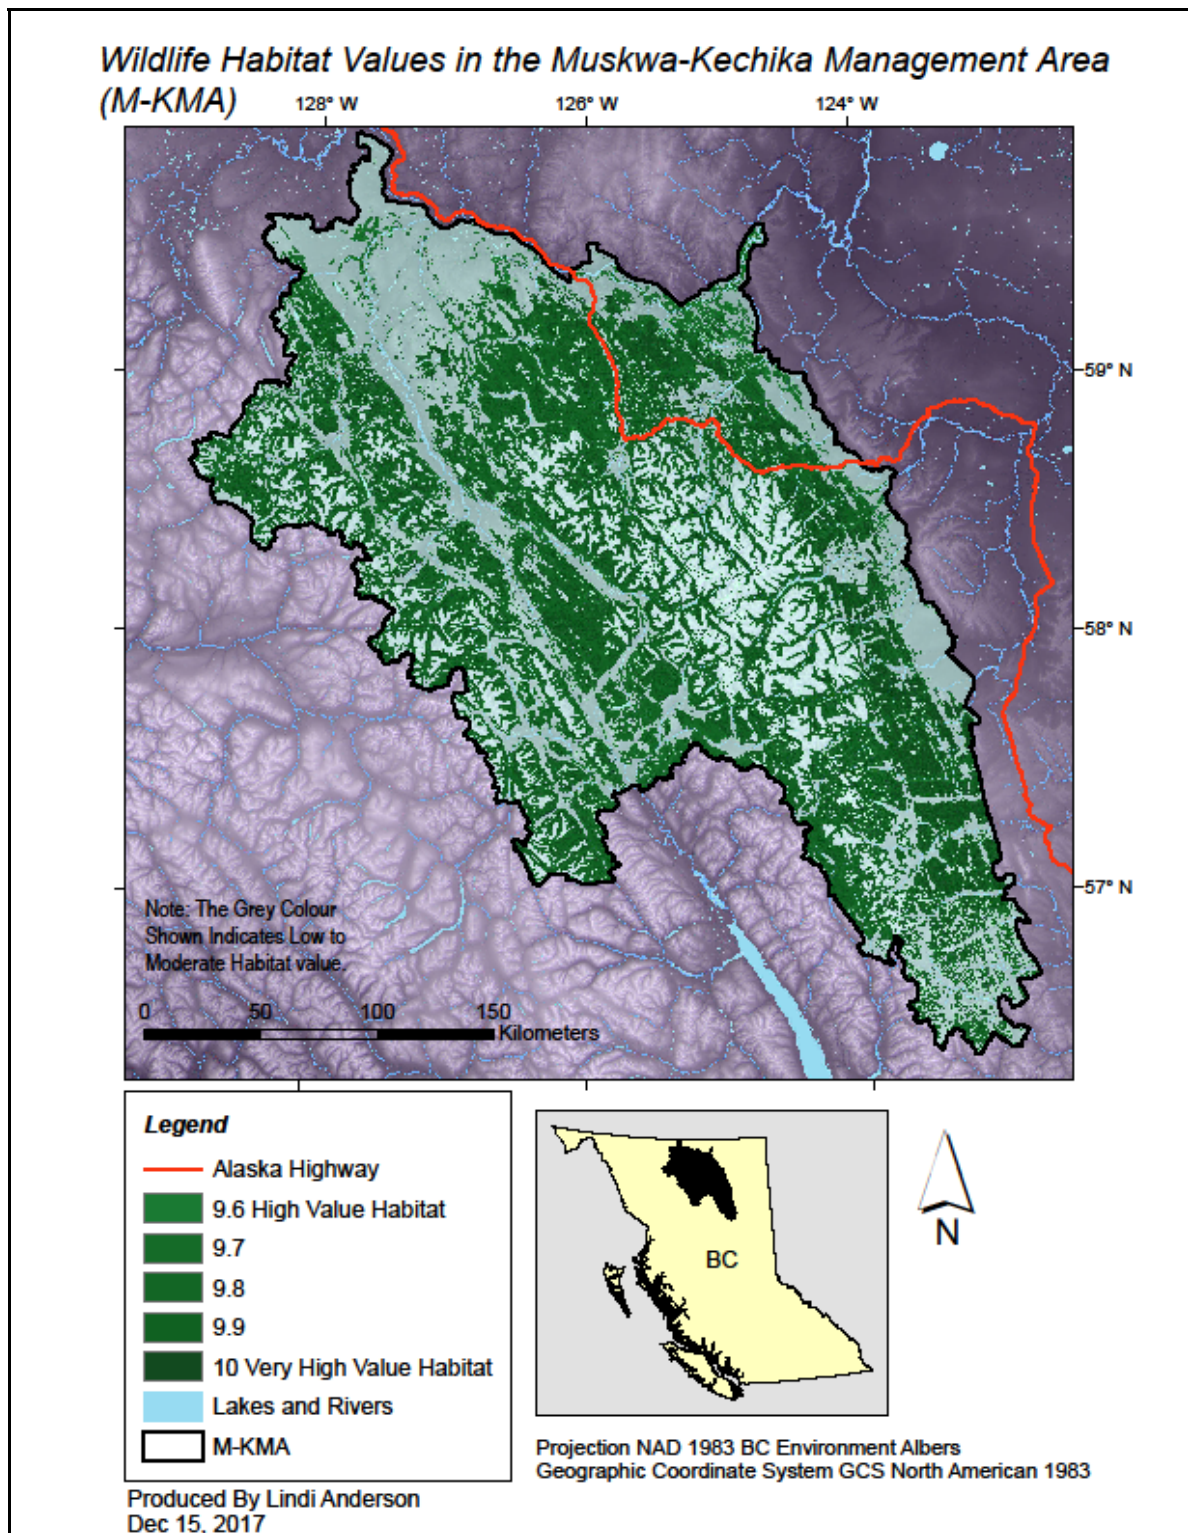 Wildlife Habitat Values in the Muskwa-Kechika Management Area
(M-KMA)
128° W
126° W
124° W
59° N
58° N
57° N
Note: The Grey Colour
Shown Indicates Low to
Moderate Habitat value.
0 50 100 150
Kilometers
Legend
Alaska Highway
9.6 High Value Habitat
9.7
9.8
9.9
10 Very High Value Habitat
Lakes and Rivers
M-KMA
BC
N
Projection NAD 1983 BC Environment Albers
Geographic Coordinate System GCS North American 1983
Produced By Lindi Anderson
Dec 15, 2017